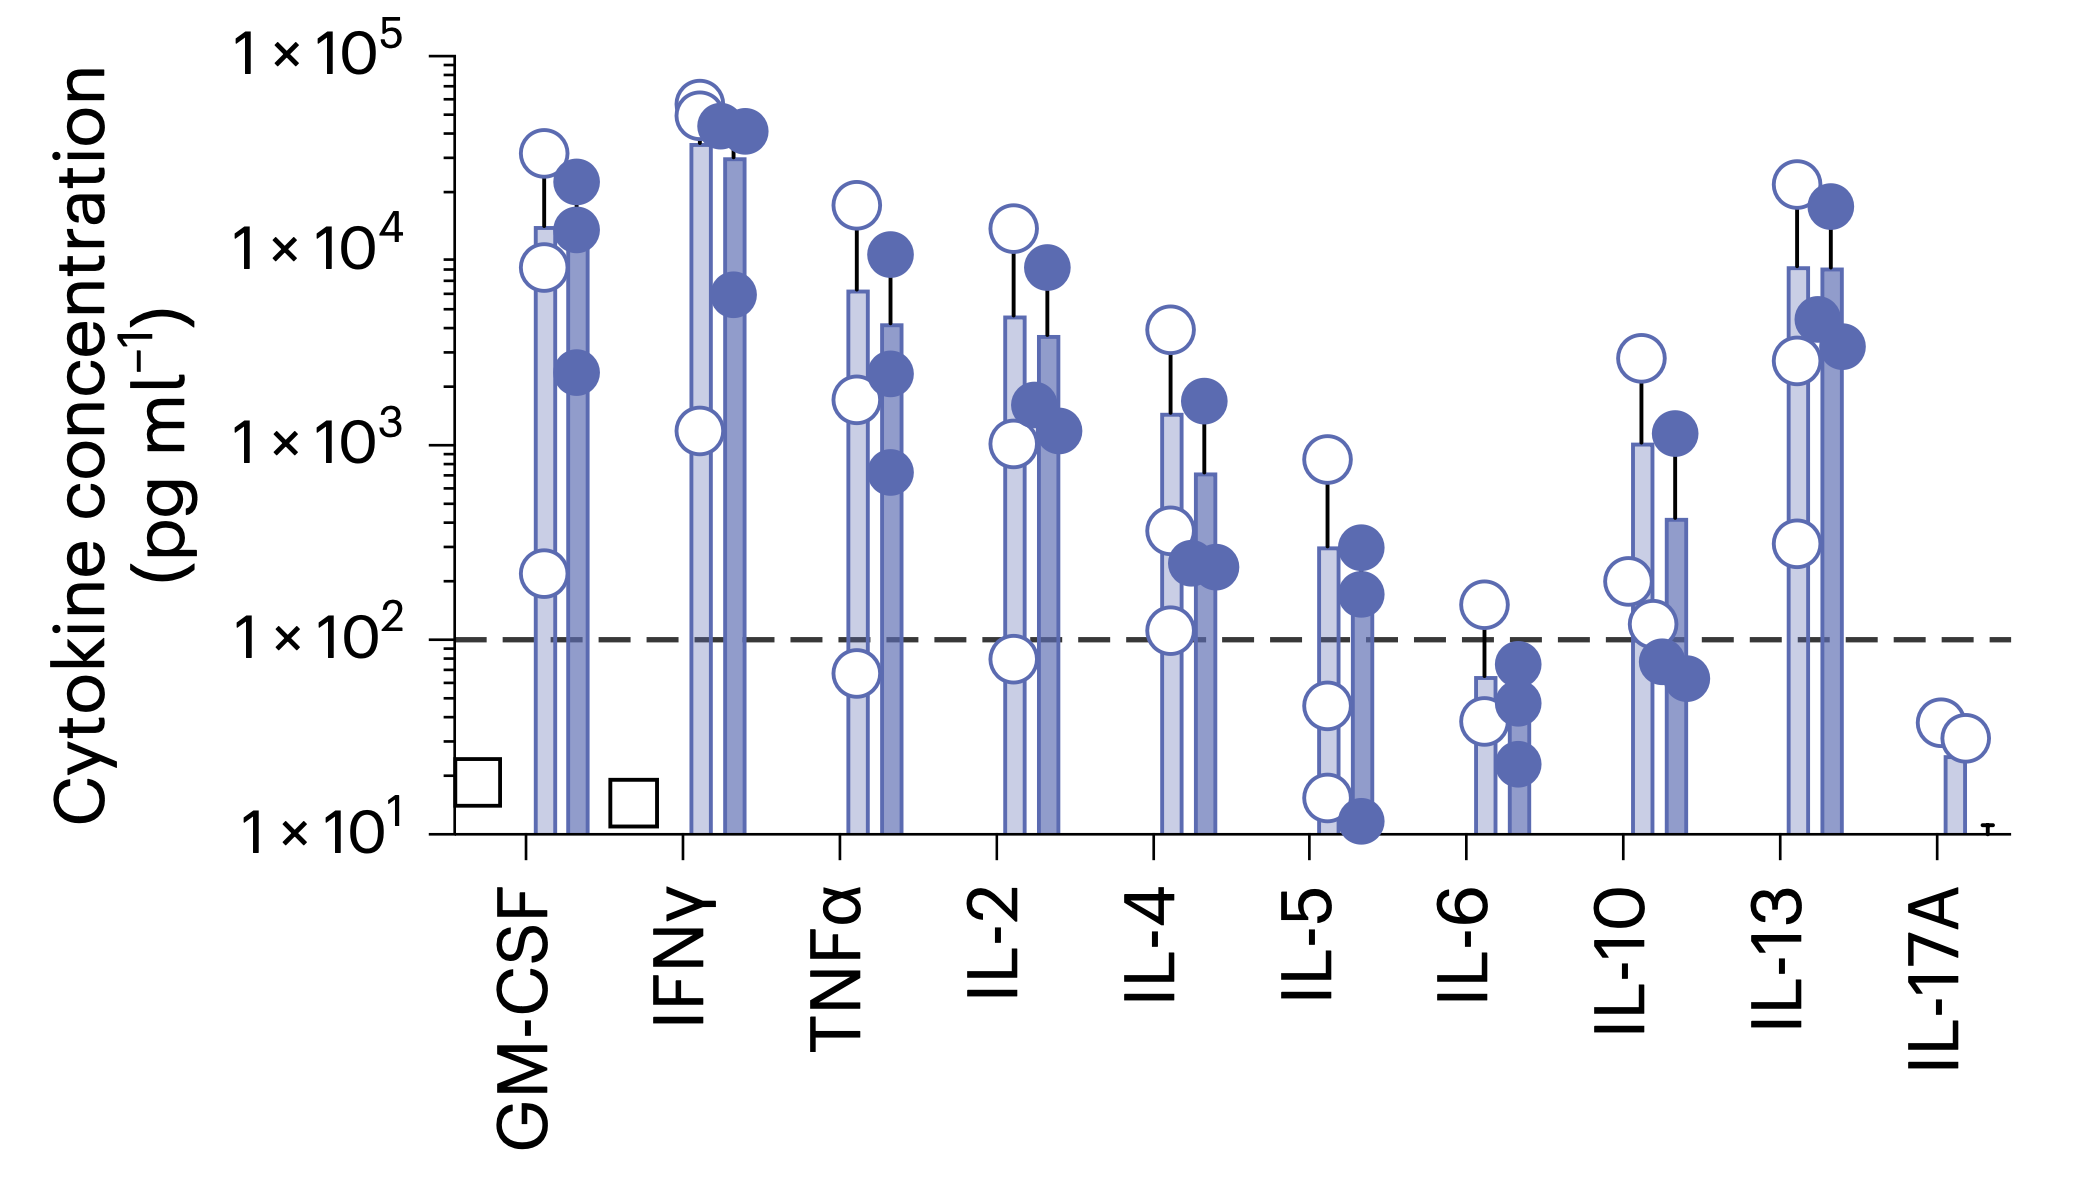 Cytokine concentration
(pg ml⁻¹)
1 × 10⁵
1 × 10⁴
1 × 10³
1 × 10²
1 × 10¹
GM-CSF
IFNγ
TNFα
IL-2
IL-4
IL-5
IL-6
IL-10
IL-13
IL-17A